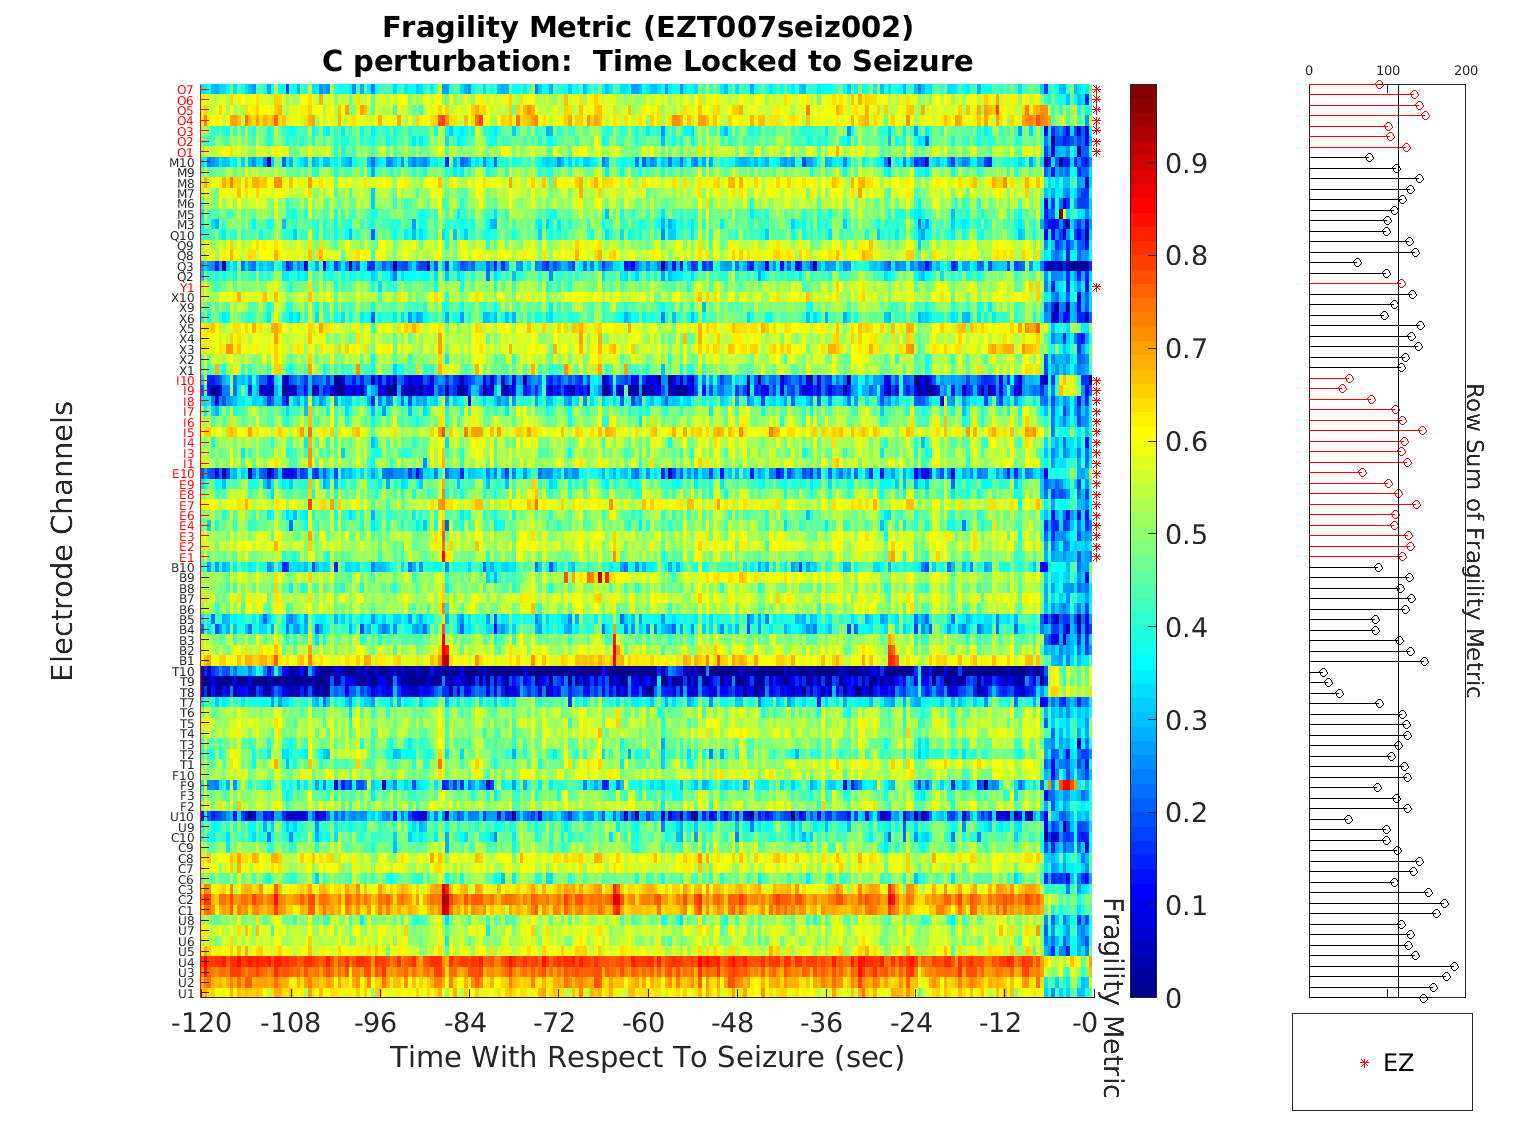 Fragility Metric (EZT007seiz002)
C perturbation:  Time Locked to Seizure
Electrode Channels
O7
O6
O5
O4
O3
O2
O1
M10
M9
M8
M7
M6
M5
M3
Q10
Q9
Q8
Q3
Q2
Y1
X10
X9
X6
X5
X4
X3
X2
X1
I10
I9
I8
I7
I6
I5
I4
I3
I1
E10
E9
E8
E7
E6
E4
E3
E2
E1
B10
B9
B8
B7
B6
B5
B4
B3
B2
B1
T10
T9
T8
T7
T6
T5
T4
T3
T2
T1
F10
F9
F3
F2
U10
U9
C10
C9
C8
C7
C6
C3
C2
C1
U8
U7
U6
U5
U4
U3
U2
U1
-120 -108 -96 -84 -72 -60 -48 -36 -24 -12 -0
Time With Respect To Seizure (sec)
0.9
0.8
0.7
0.6
0.5
0.4
0.3
0.2
0.1
0
Fragility Metric
0 100 200
Row Sum of Fragility Metric
EZ